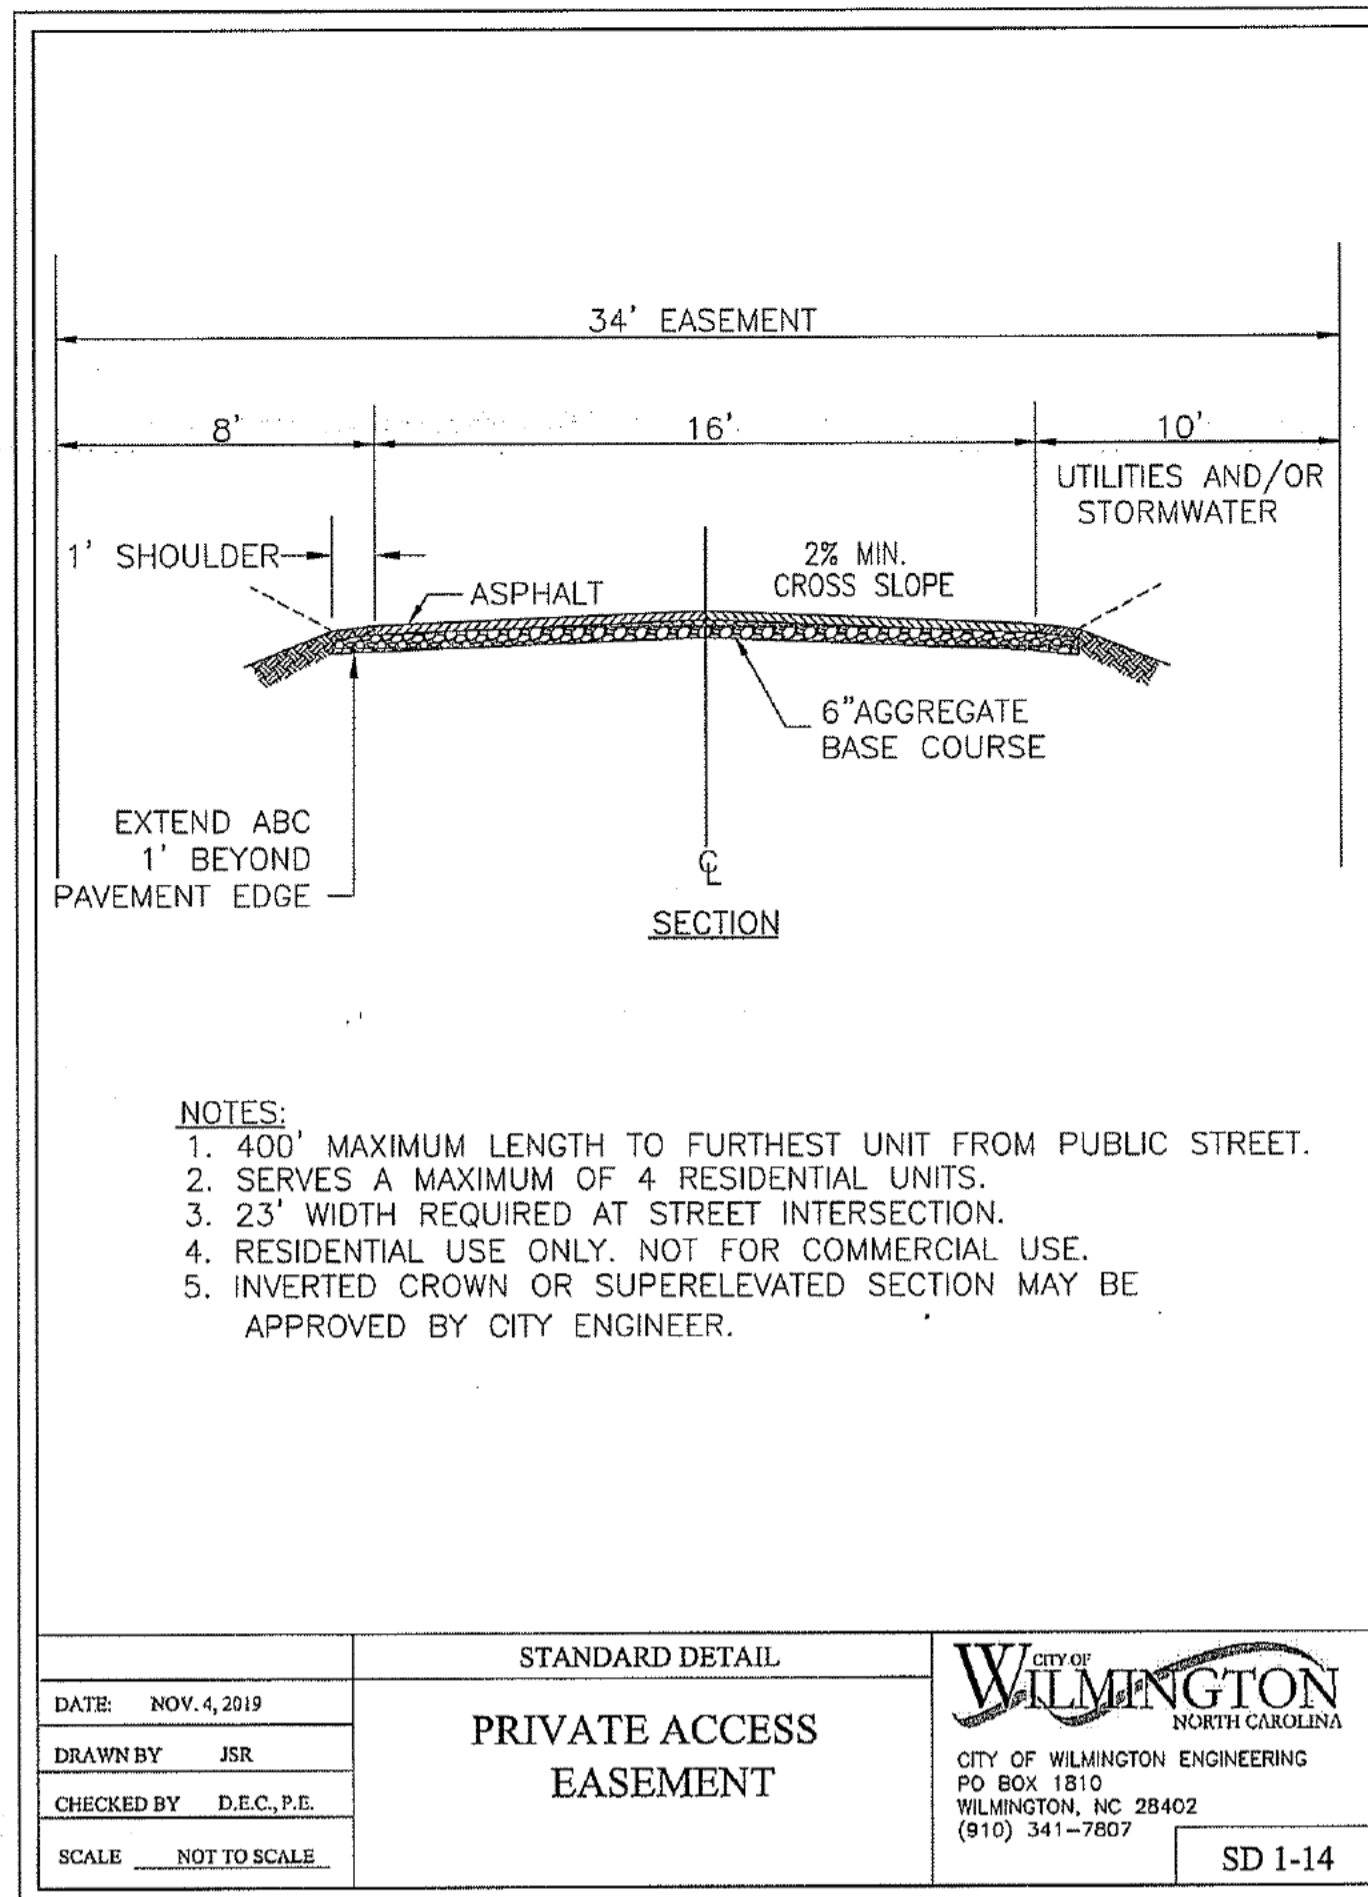 34' EASEMENT
8'
16'
10'
UTILITIES AND/OR
STORMWATER
1' SHOULDER
ASPHALT
2% MIN.
CROSS SLOPE
6"AGGREGATE
BASE COURSE
EXTEND ABC
1' BEYOND
PAVEMENT EDGE
CL
SECTION
NOTES:
1. 400' MAXIMUM LENGTH TO FURTHEST UNIT FROM PUBLIC STREET.
2. SERVES A MAXIMUM OF 4 RESIDENTIAL UNITS.
3. 23' WIDTH REQUIRED AT STREET INTERSECTION.
4. RESIDENTIAL USE ONLY. NOT FOR COMMERCIAL USE.
5. INVERTED CROWN OR SUPERELEVATED SECTION MAY BE
APPROVED BY CITY ENGINEER.
DATE: NOV. 4, 2019
DRAWN BY JSR
CHECKED BY D.E.C., P.E.
SCALE NOT TO SCALE
STANDARD DETAIL
PRIVATE ACCESS
EASEMENT
CITY OF
WILMINGTON
NORTH CAROLINA
CITY OF WILMINGTON ENGINEERING
PO BOX 1810
WILMINGTON, NC 28402
(910) 341-7807
SD 1-14